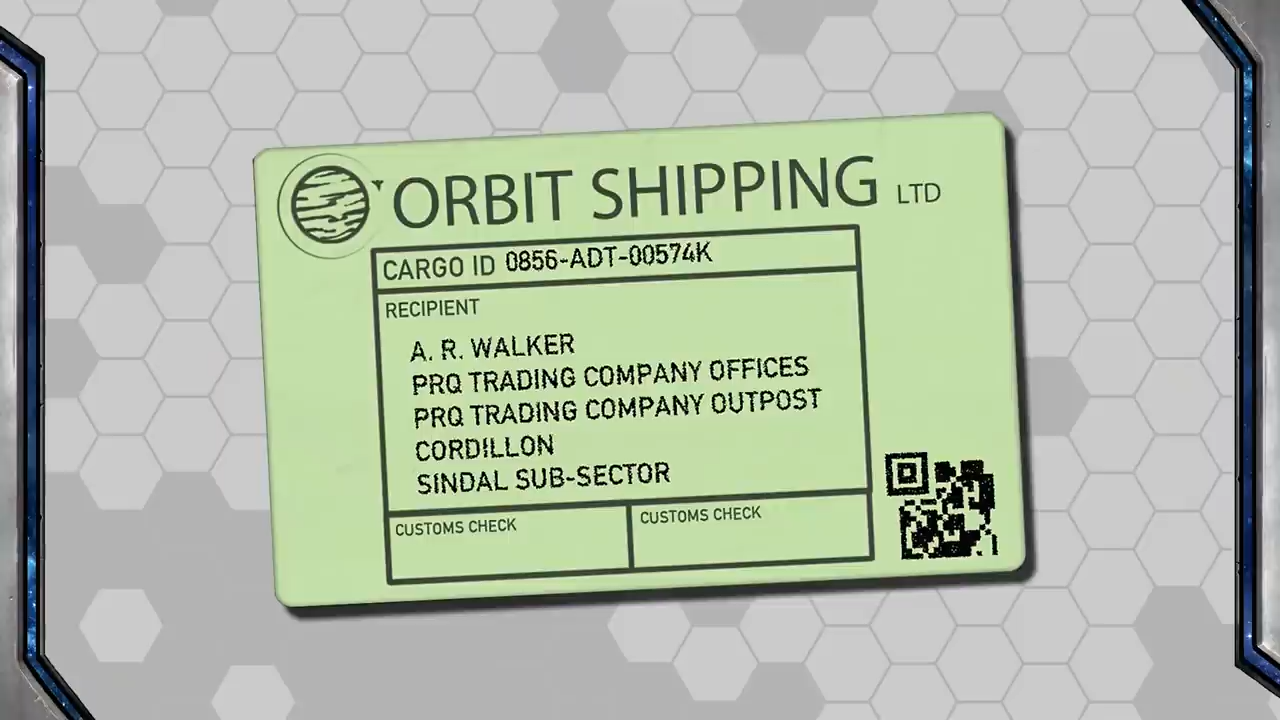 ORBIT SHIPPING LTD
CARGO ID 0856-ADT-00574K
RECIPIENT
A. R. WALKER
PRQ TRADING COMPANY OFFICES
PRQ TRADING COMPANY OUTPOST
CORDILLON
SINDAL SUB-SECTOR
CUSTOMS CHECK
CUSTOMS CHECK